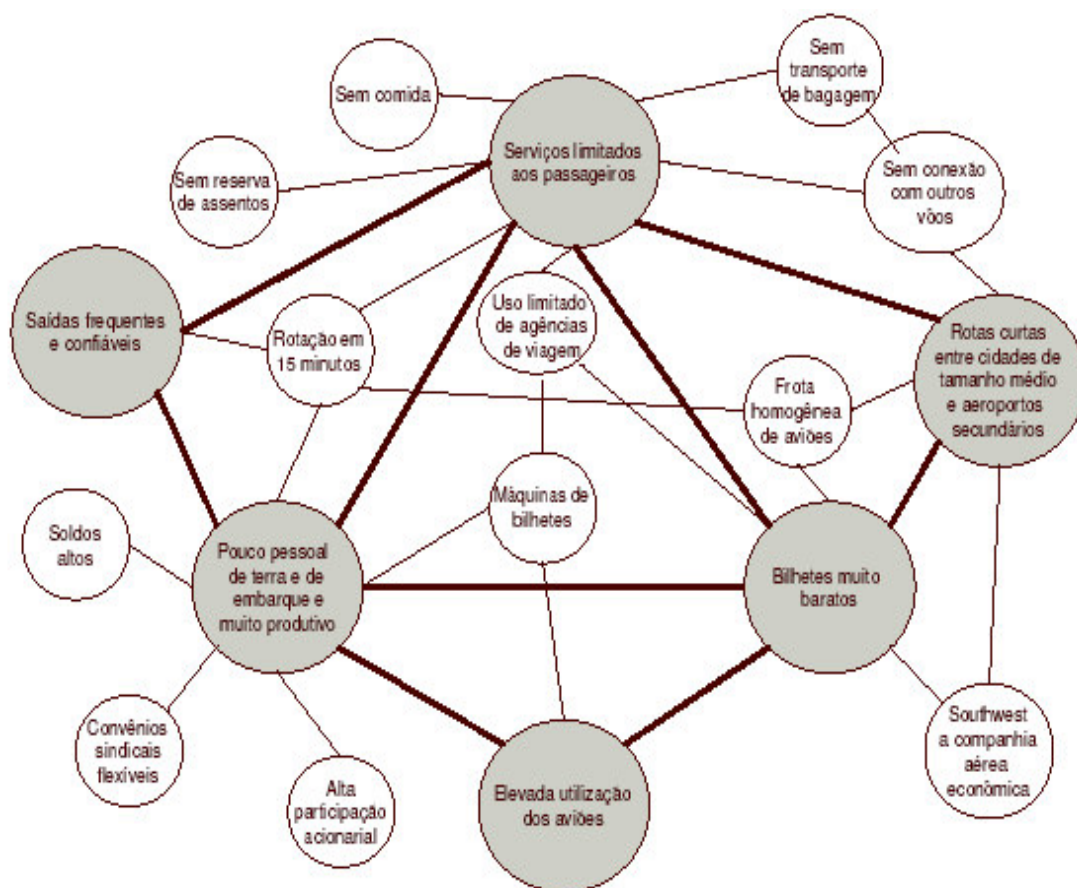 Sem
transporte
de bagagem
Sem comida
Serviços limitados
aos passageiros
Sem reserva
de assentos
Sem conexão
com outros
vôos
Saídas frequentes
e confiáveis
Rotação em
15 minutos
Uso limitado
de agências
de viagem
Rotas curtas
entre cidades de
tamanho médio
e aeroportos
secundários
Frota
homogênea
de aviões
Máquinas de
bilhetes
Soldos
altos
Pouco pessoal
de terra e de
embarque e
muito produtivo
Bilhetes muito
baratos
Convênios
sindicais
flexíveis
Alta
participação
acionarial
Elevada utilização
dos aviões
Southwest
a companhia
aérea
econômica